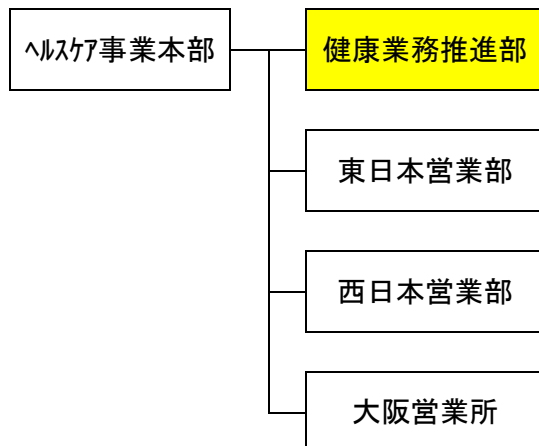 ﾍﾙｽｹｱ事業本部
健康業務推進部
東日本営業部
西日本営業部
大阪営業所